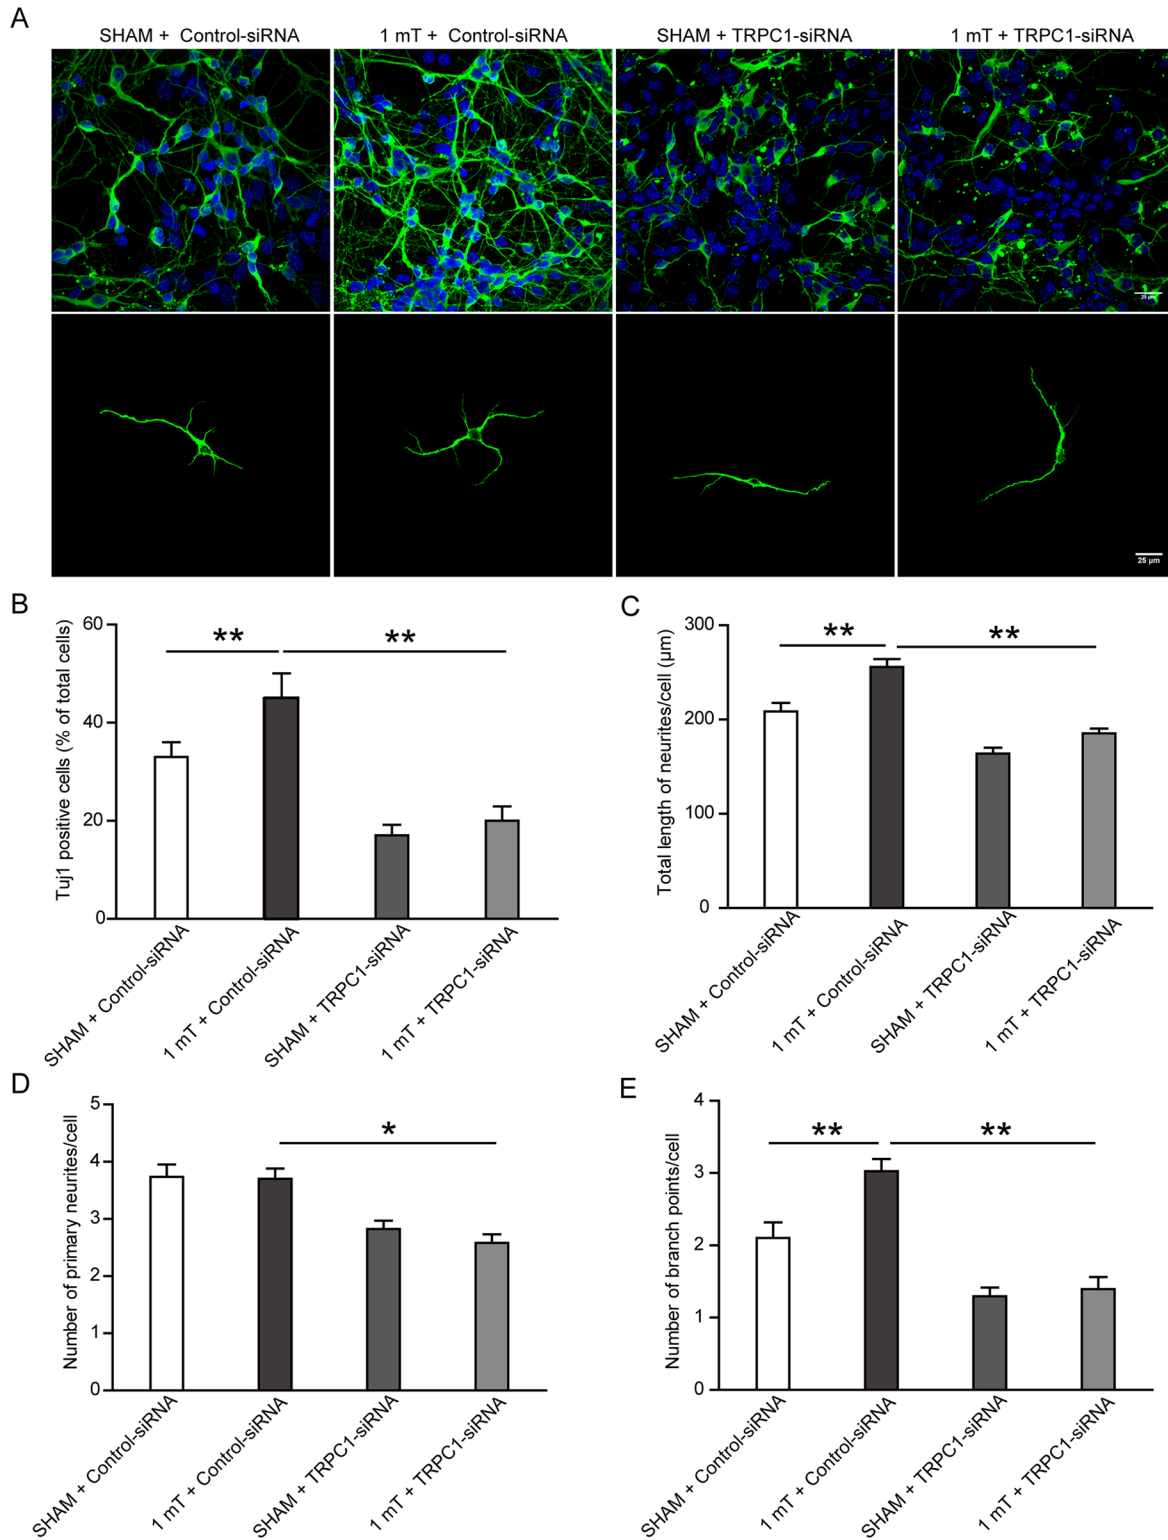 A
SHAM + Control-siRNA
1 mT + Control-siRNA
SHAM + TRPC1-siRNA
1 mT + TRPC1-siRNA
25 µm
25 µm
B
Tuj1 positive cells (% of total cells)
60
40
20
0
**
**
SHAM + Control-siRNA
1 mT + Control-siRNA
SHAM + TRPC1-siRNA
1 mT + TRPC1-siRNA
C
Total length of neurites/cell (µm)
300
200
100
0
**
**
SHAM + Control-siRNA
1 mT + Control-siRNA
SHAM + TRPC1-siRNA
1 mT + TRPC1-siRNA
D
Number of primary neurites/cell
5
4
3
2
1
0
*
SHAM + Control-siRNA
1 mT + Control-siRNA
SHAM + TRPC1-siRNA
1 mT + TRPC1-siRNA
E
Number of branch points/cell
4
3
2
1
0
**
**
SHAM + Control-siRNA
1 mT + Control-siRNA
SHAM + TRPC1-siRNA
1 mT + TRPC1-siRNA